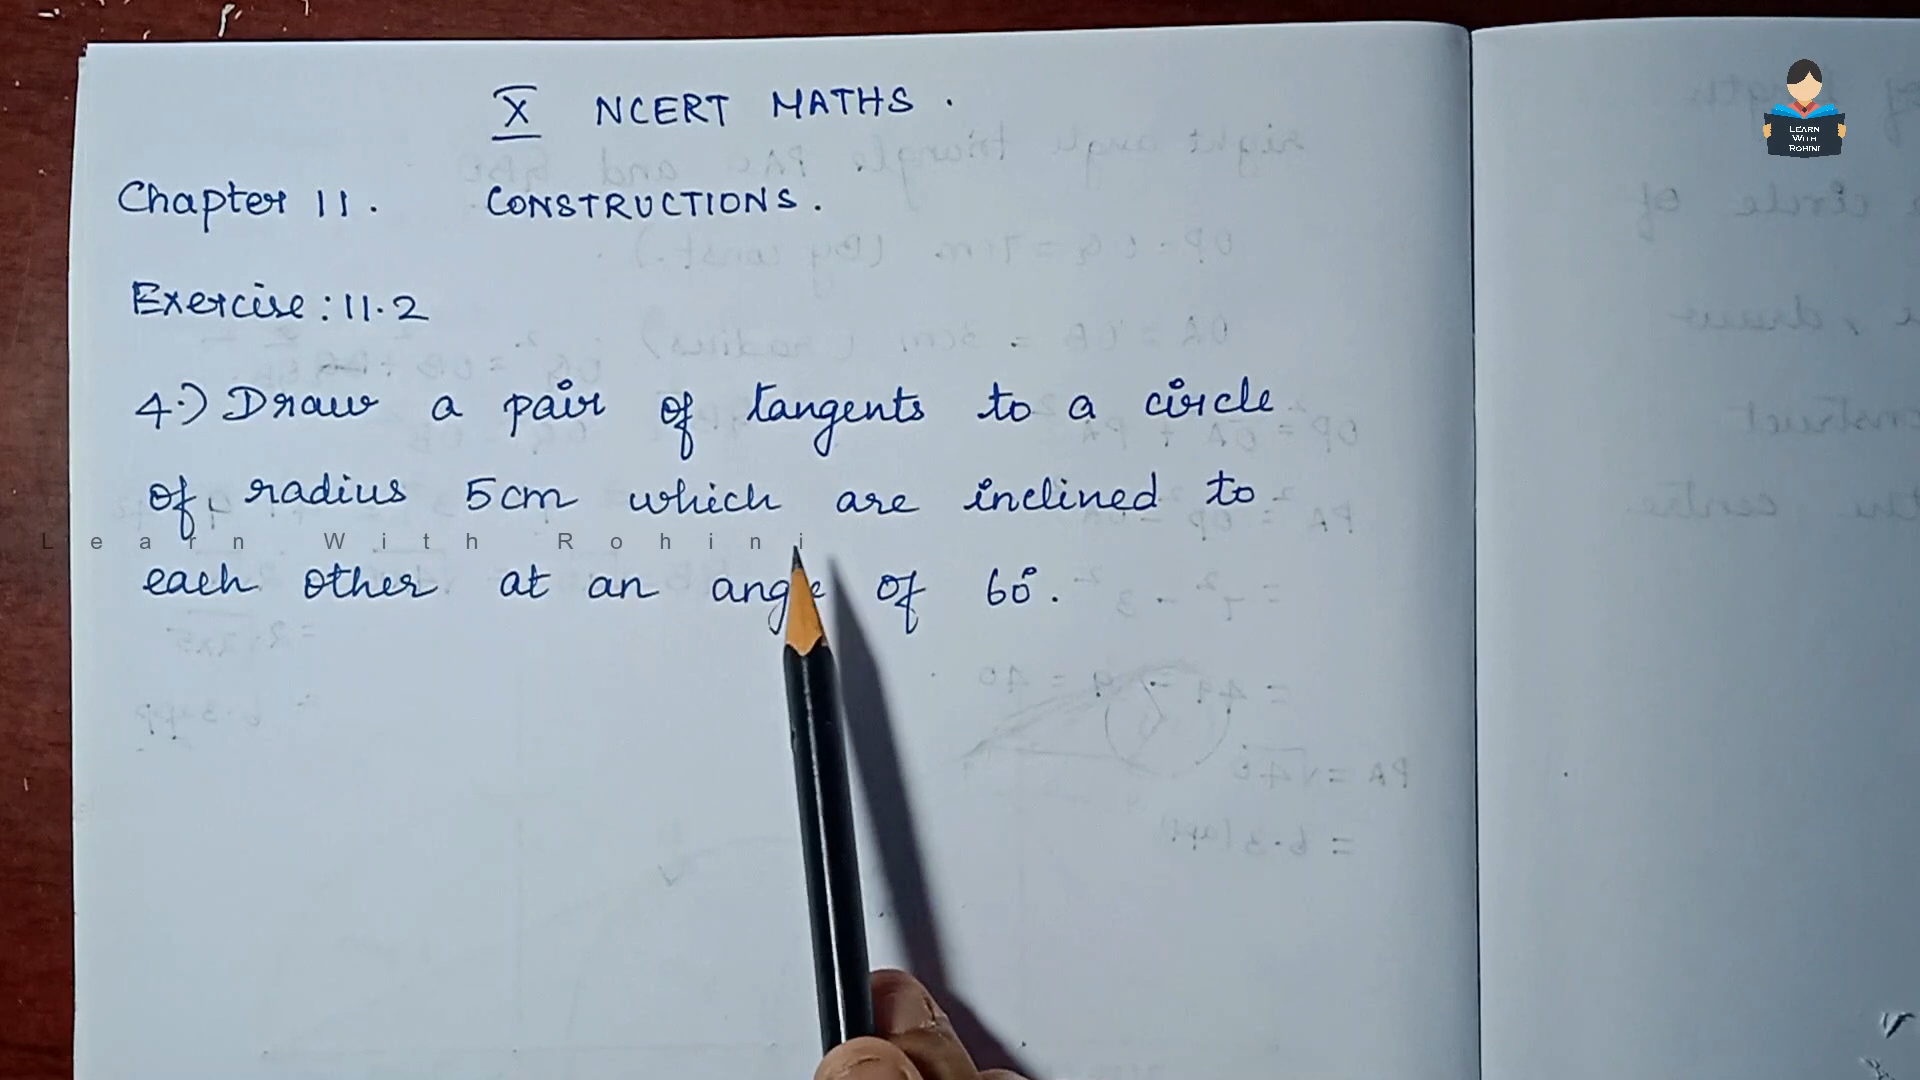 X NCERT MATHS.
Chapter 11. CONSTRUCTIONS.
Exercise: 11.2
4.) Draw a pair of tangents to a circle
of radius 5cm which are inclined to
each other at an angle of 60°.
Learn With Rohini
LEARN
WITH
ROHINI